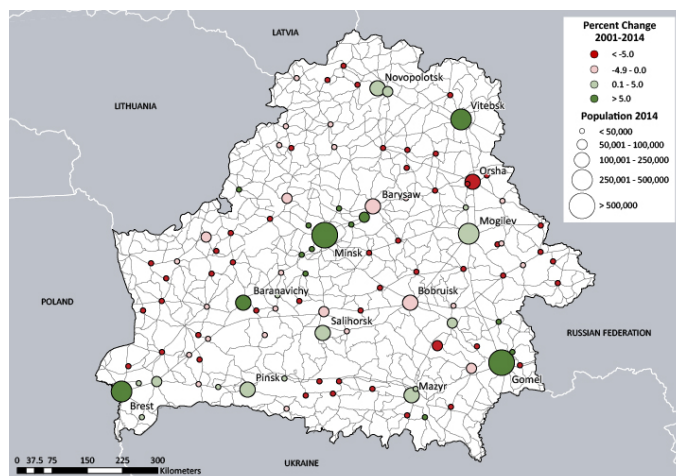 LATVIA
LITHUANIA
POLAND
UKRAINE
RUSSIAN FEDERATION
Novopolotsk
Vitebsk
Orsha
Barysaw
Minsk
Mogilev
Baranavichy
Bobruisk
Salihorsk
Pinsk
Mazyr
Gomel
Brest
Percent Change
2001-2014
< -5.0
-4.9 - 0.0
0.1 - 5.0
> 5.0
Population 2014
< 50,000
50,001 - 100,000
100,001 - 250,000
250,001 - 500,000
> 500,000
0 37.5 75 150 225 300
Kilometers